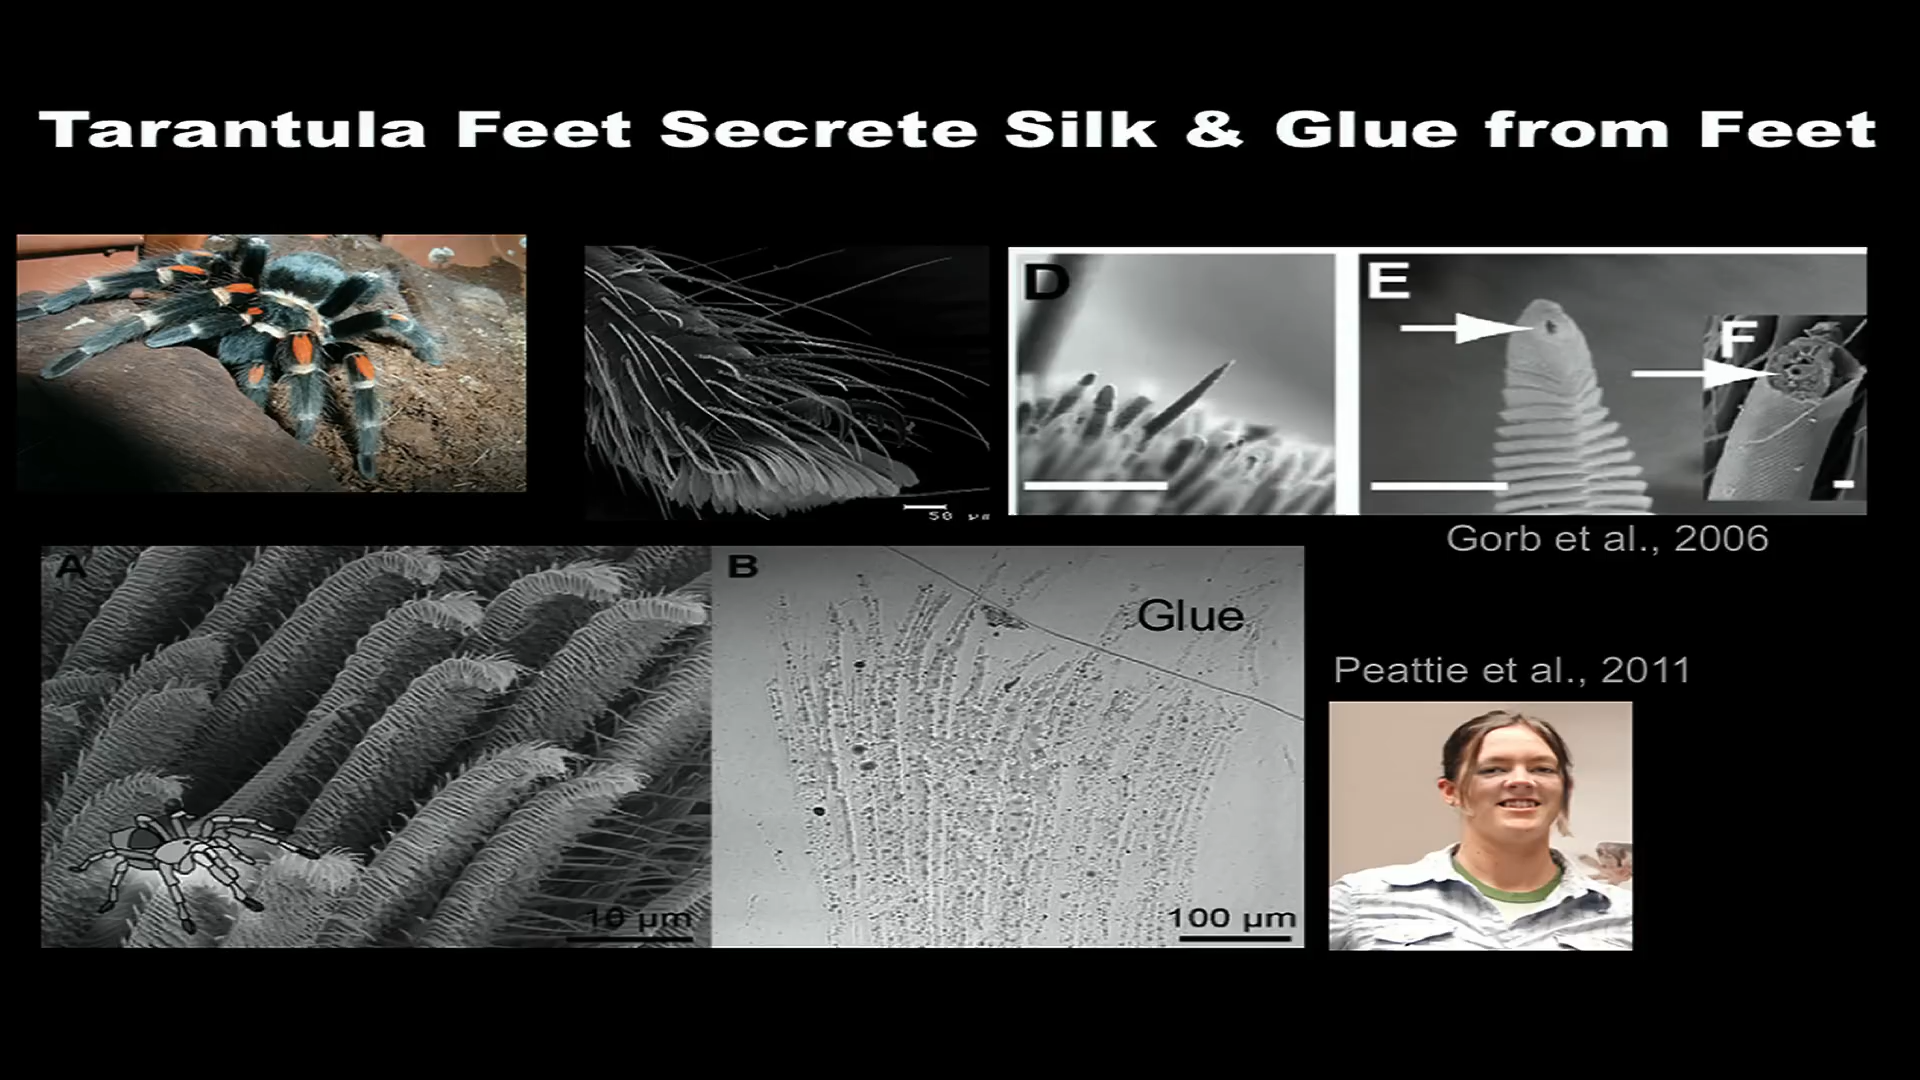 Tarantula Feet Secrete Silk & Glue from Feet
50 µm
D
E
F
Gorb et al., 2006
A
10 µm
B
Glue
100 µm
Peattie et al., 2011